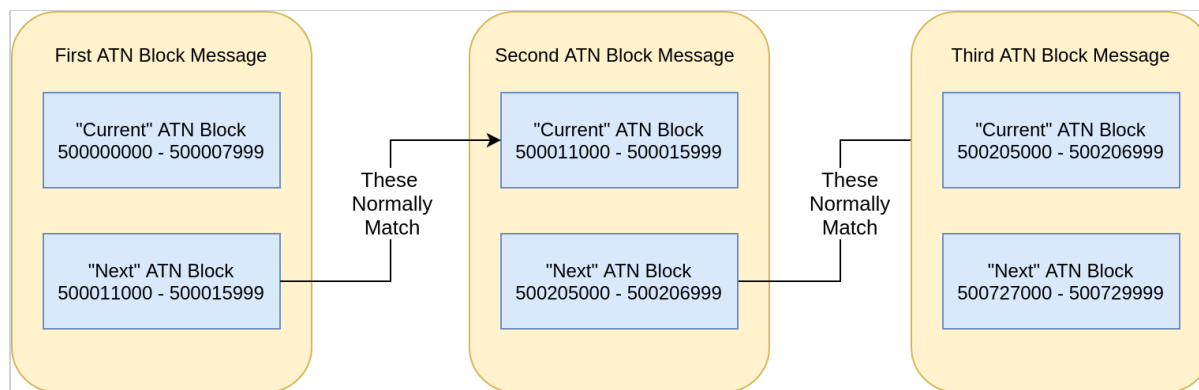 First ATN Block Message
"Current" ATN Block
500000000 - 500007999
"Next" ATN Block
500011000 - 500015999
These
Normally
Match
Second ATN Block Message
"Current" ATN Block
500011000 - 500015999
"Next" ATN Block
500205000 - 500206999
These
Normally
Match
Third ATN Block Message
"Current" ATN Block
500205000 - 500206999
"Next" ATN Block
500727000 - 500729999